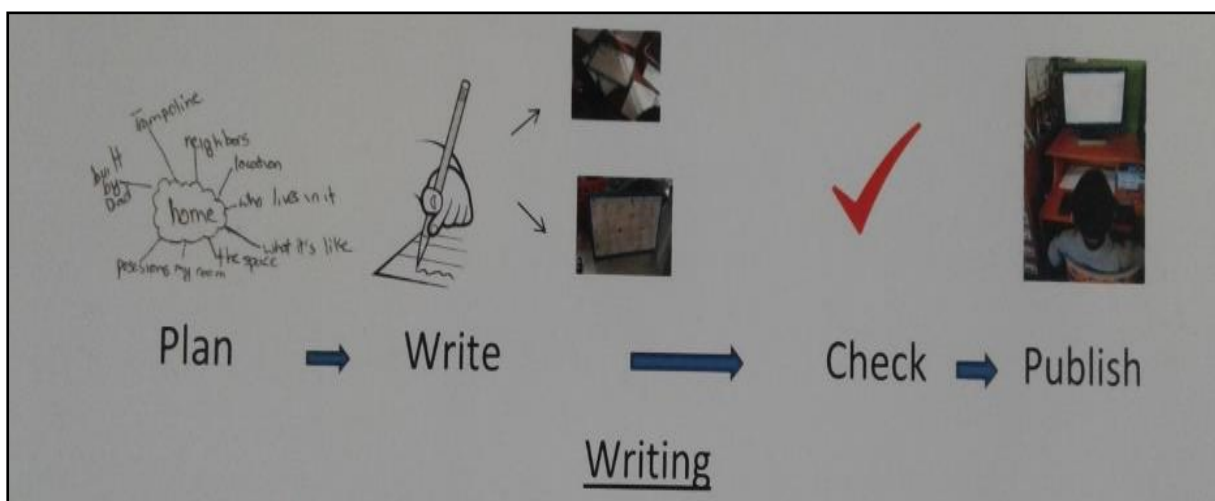 trampoline
neighbors
location
built
by
Dad
home
who lives in it
what it's like
the space
my room
posesions
Plan
Write
Check
Publish
Writing